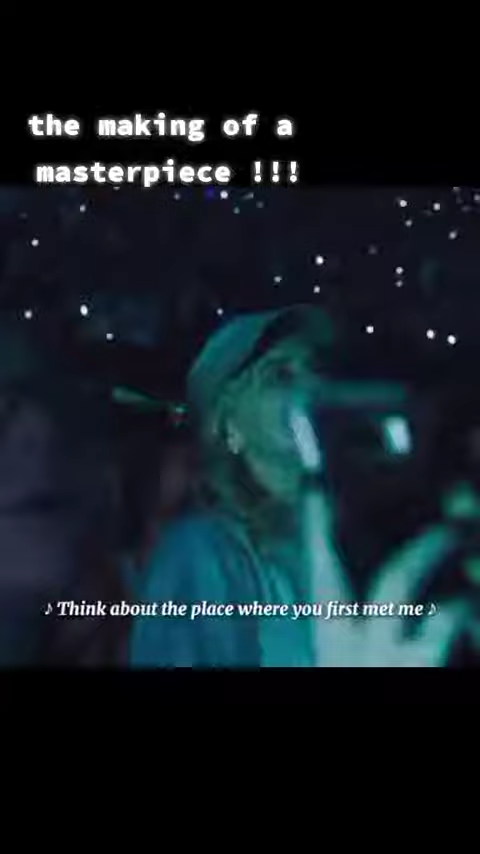 the making of a
masterpiece !!!
♪ Think about the place where you first met me ♪